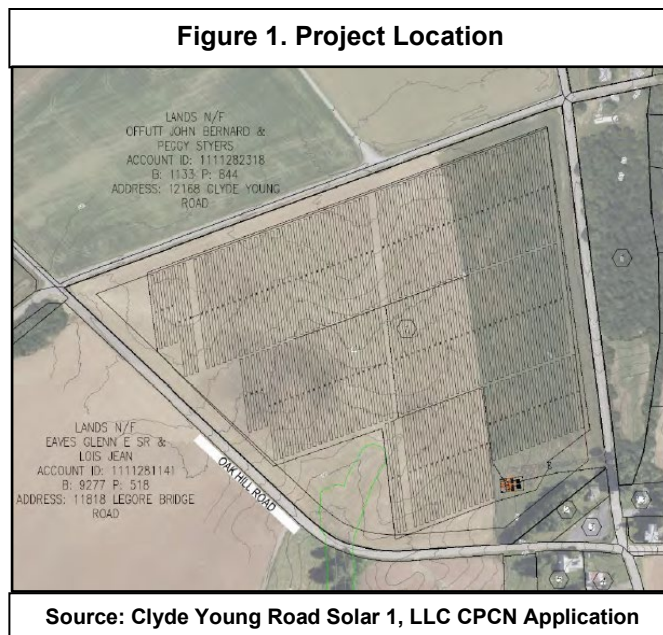 Figure 1. Project Location
LANDS N/F
OFFUTT JOHN BERNARD &
PEGGY STYERS
ACCOUNT ID: 1111282318
B: 1133 P: 844
ADDRESS: 12168 CLYDE YOUNG
ROAD
LANDS N/F
EAVES GLENN E SR &
LOIS JEAN
ACCOUNT ID: 1111281141
B: 9277 P: 518
ADDRESS: 11818 LEGORE BRIDGE
ROAD
OAK HILL ROAD
Source: Clyde Young Road Solar 1, LLC CPCN Application